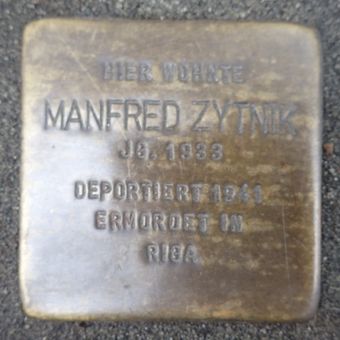 HIER WOHNTE
MANFRED ZYTNIK
JG. 1933
DEPORTIERT 1941
ERMORDET IN
RIGA